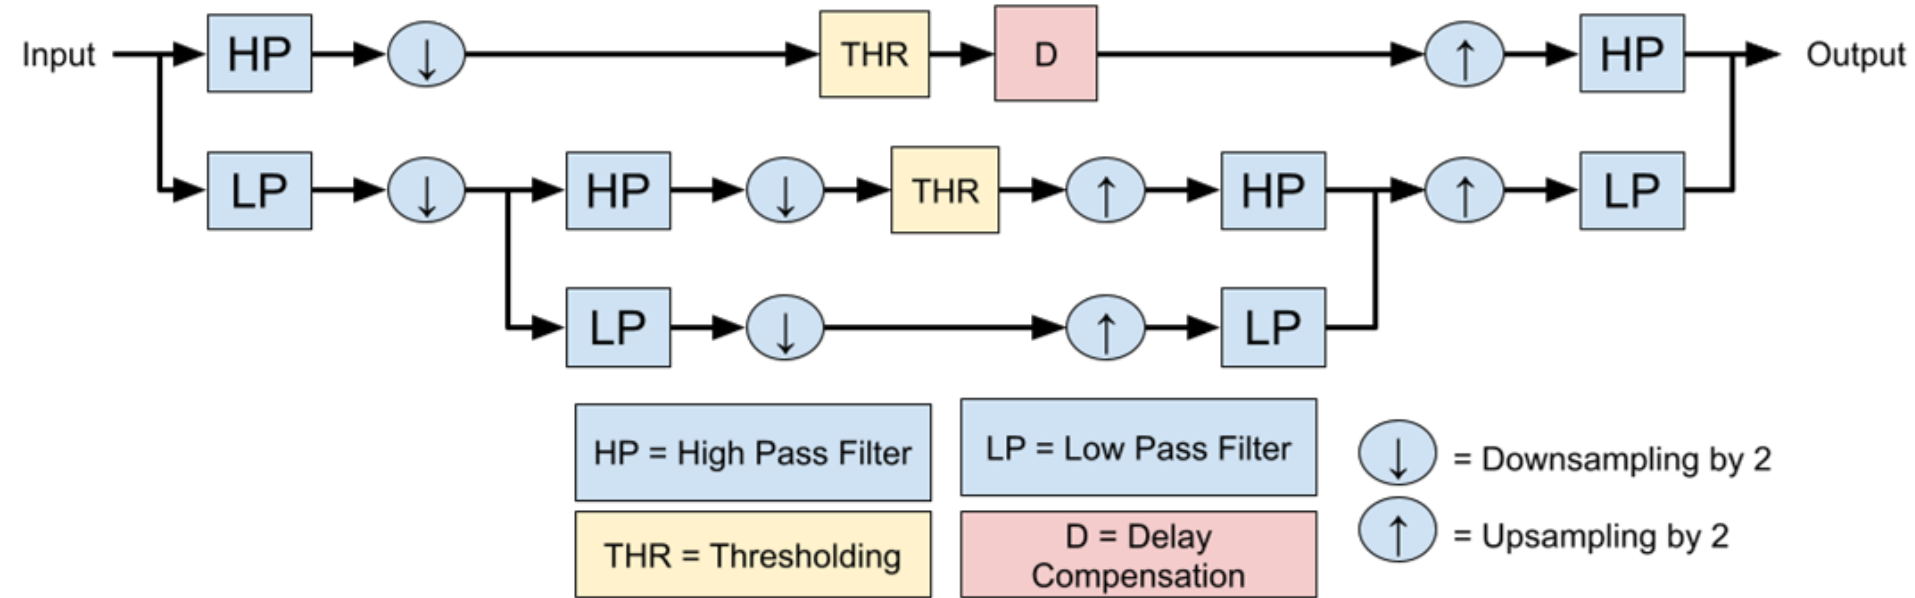 Input HP ↓ THR D ↑ HP Output
LP ↓ HP ↓ THR ↑ HP ↑ LP
LP ↓ ↑ LP
HP = High Pass Filter
LP = Low Pass Filter
↓ = Downsampling by 2
THR = Thresholding
D = Delay
Compensation
↑ = Upsampling by 2